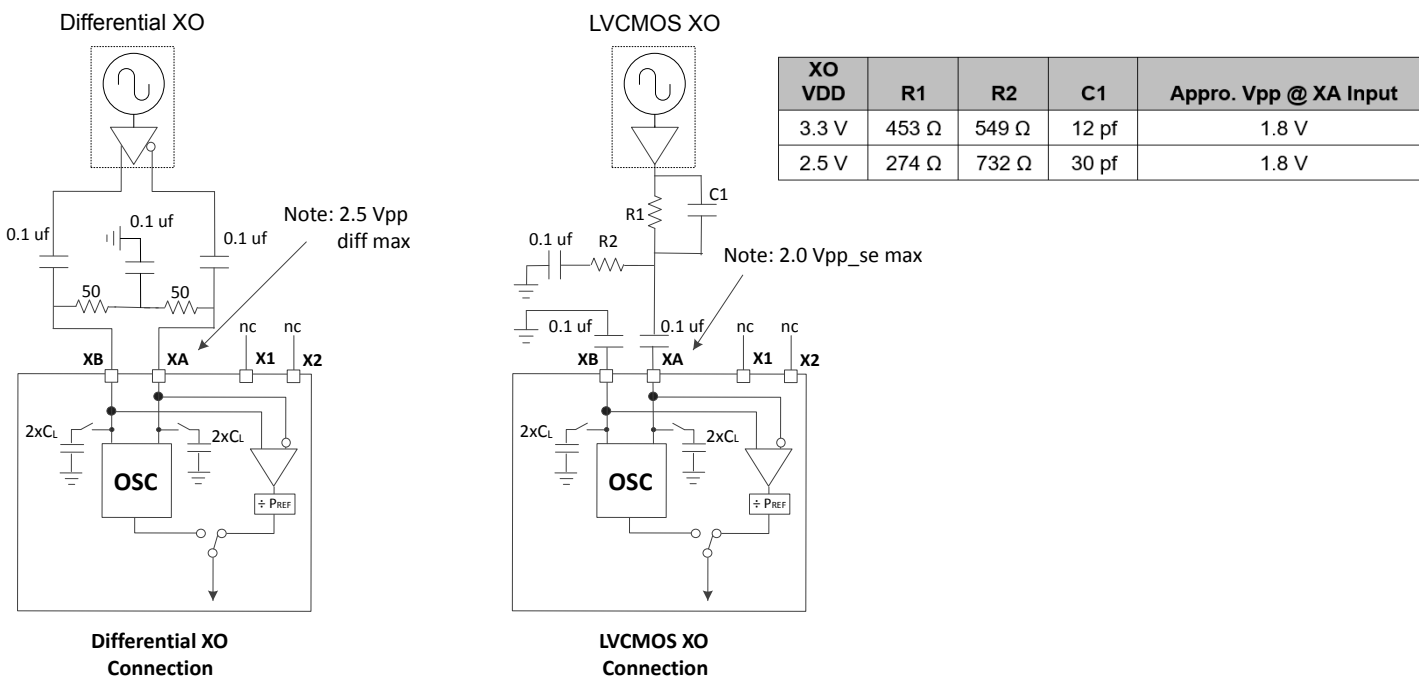 Differential XO
0.1 uf
0.1 uf
0.1 uf
Note: 2.5 Vpp
diff max
50
50
nc
nc
XB
XA
X1
X2
2xCL
2xCL
OSC
÷ PREF
Differential XO
Connection
LVCMOS XO
C1
R1
0.1 uf
R2
Note: 2.0 Vpp_se max
0.1 uf
0.1 uf
nc
nc
XB
XA
X1
X2
2xCL
2xCL
OSC
÷ PREF
LVCMOS XO
Connection
XO VDD R1 R2 C1 Appro. Vpp @ XA Input
3.3 V 453 Ω 549 Ω 12 pf 1.8 V
2.5 V 274 Ω 732 Ω 30 pf 1.8 V